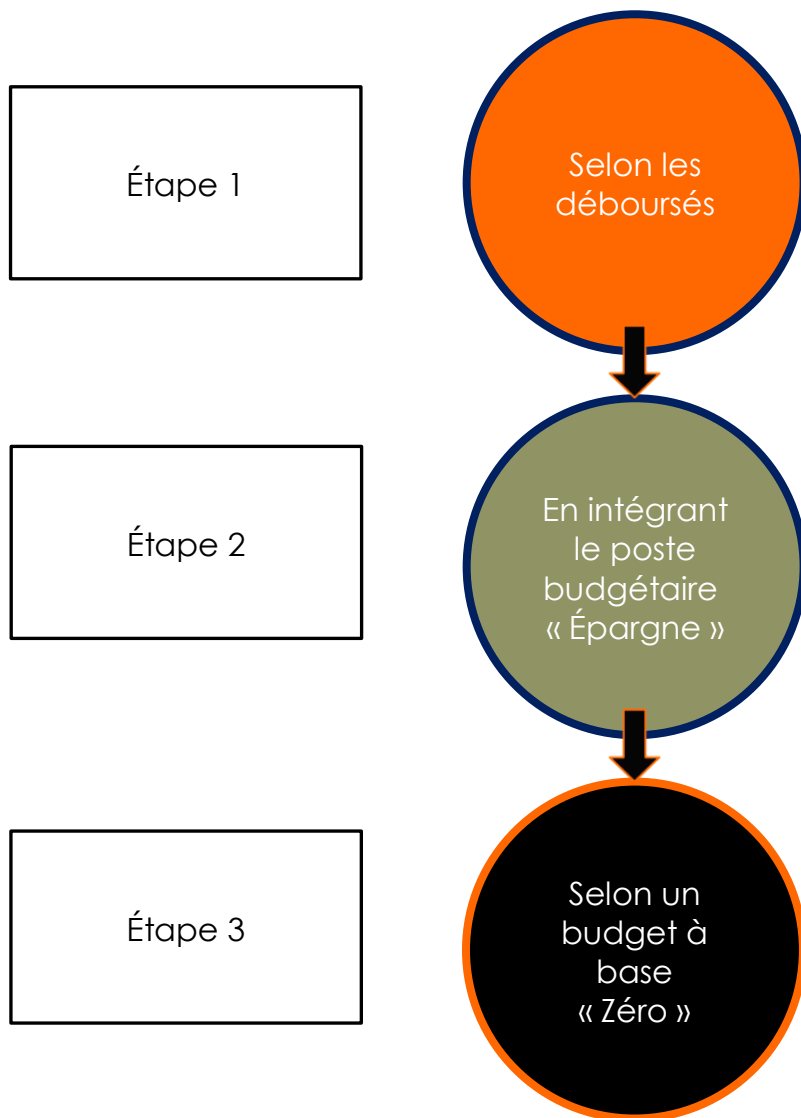 Étape 1
Selon les
déboursés
Étape 2
En intégrant
le poste
budgétaire
« Épargne »
Étape 3
Selon un
budget à
base
« Zéro »